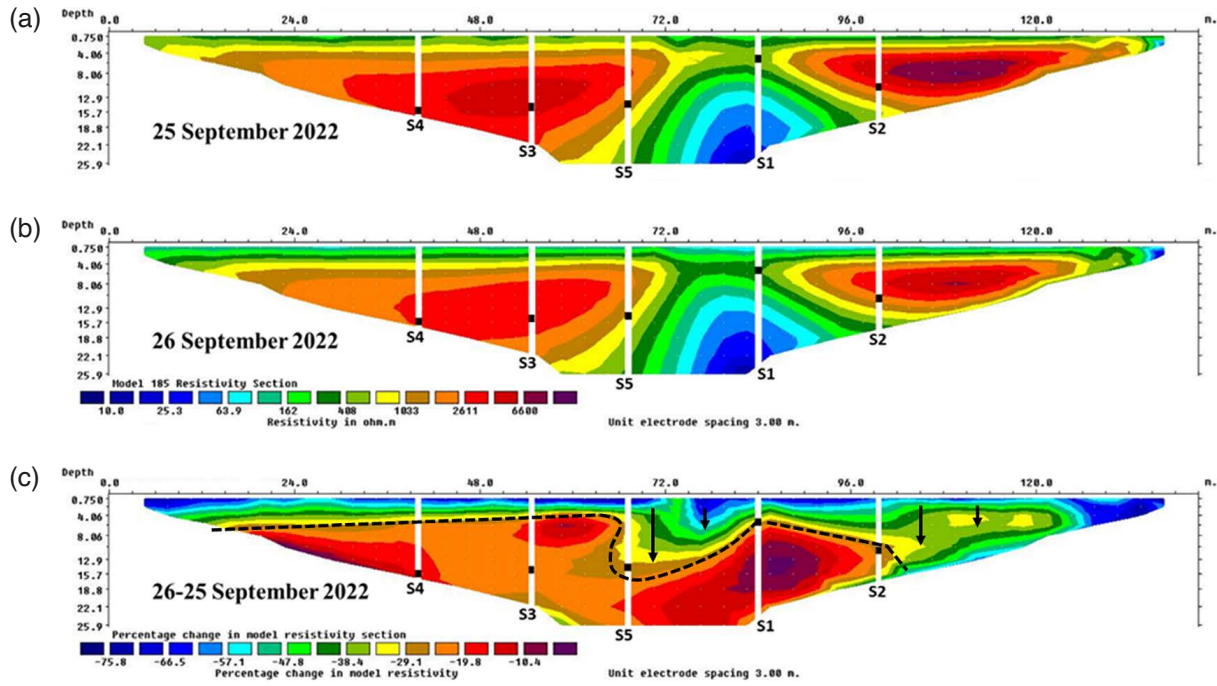 (a)
Depth 0.0 24.0 48.0 72.0 96.0 120.0 m.
0.750
4.06
8.06
12.9
15.7
18.8
22.1
25.9
25 September 2022
S4
S3
S5
S1
S2
(b)
Depth 0.0 24.0 48.0 72.0 96.0 120.0 m.
0.750
4.06
8.06
12.9
15.7
18.8
22.1
25.9
26 September 2022
S4
S3
S5
S1
S2
Model 185 Resistivity Section
10.0 25.3 63.9 162 408 1033 2611 6600
Resistivity in ohm.m Unit electrode spacing 3.00 m.
(c)
Depth 0.0 24.0 48.0 72.0 96.0 120.0 m.
0.750
4.06
8.06
12.9
15.7
18.8
22.1
25.9
26-25 September 2022
S4
S3
S5
S1
S2
Percentage change in model resistivity section
-75.8 -66.5 -57.1 -47.8 -38.4 -29.1 -19.8 -10.4
Percentage change in model resistivity Unit electrode spacing 3.00 m.